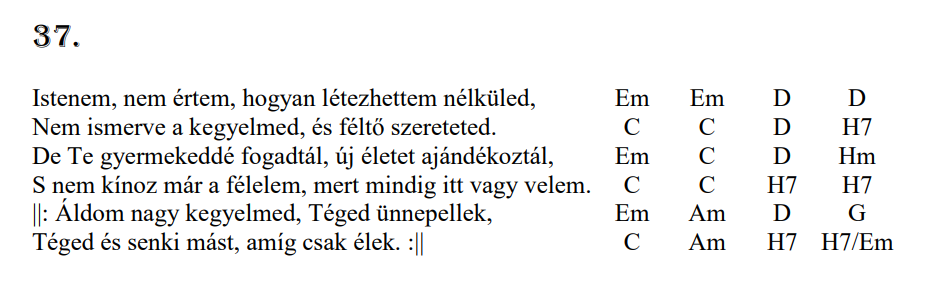 37.
Istenem, nem értem, hogyan létezhettem nélküled, Em Em D D
Nem ismerve a kegyelmed, és féltő szereteted. C C D H7
De Te gyermekeddé fogadtál, új életet ajándékoztál, Em C D Hm
S nem kínoz már a félelem, mert mindig itt vagy velem. C C H7 H7
||: Áldom nagy kegyelmed, Téged ünnepellek, Em Am D G
Téged és senki mást, amíg csak élek. :|| C Am H7 H7/Em